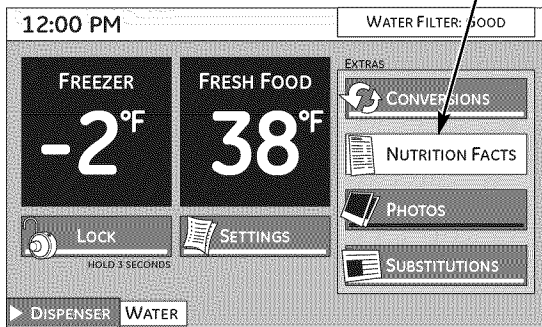 12:00 PM
WATER FILTER: GOOD
FREEZER
-2°F
FRESH FOOD
38°F
EXTRAS
CONVERSIONS
NUTRITION FACTS
PHOTOS
SUBSTITUTIONS
LOCK
HOLD 3 SECONDS
SETTINGS
DISPENSER WATER